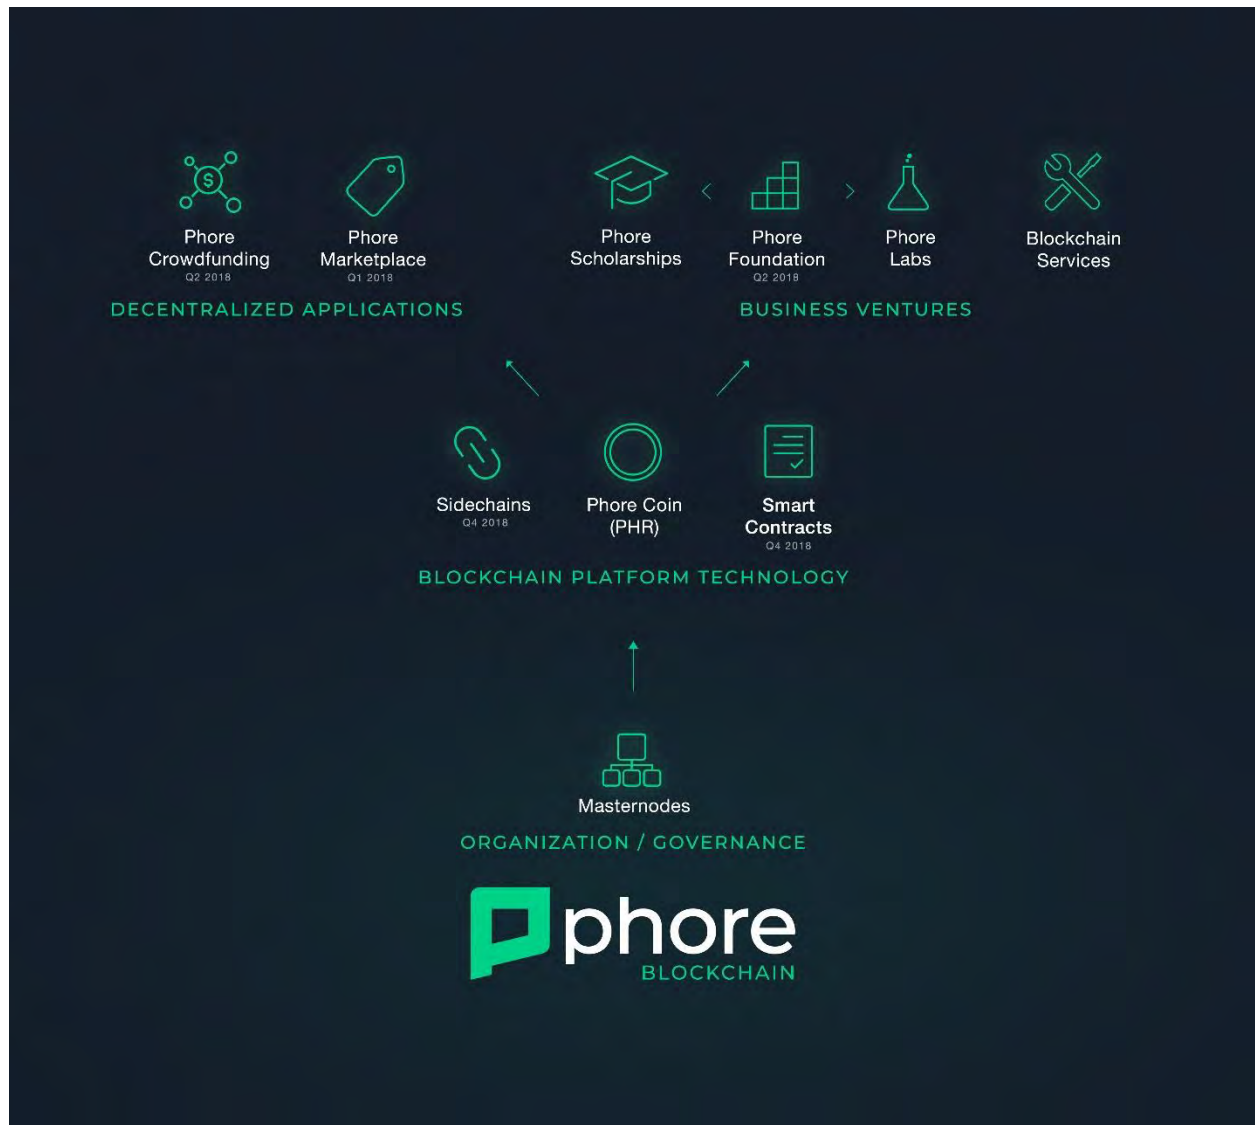 Phore
Crowdfunding
Q2 2018
Phore
Marketplace
Q1 2018
DECENTRALIZED APPLICATIONS
Phore
Scholarships
<
Phore
Foundation
Q2 2018
>
Phore
Labs
Blockchain
Services
BUSINESS VENTURES
Sidechains
Q4 2018
Phore Coin
(PHR)
Smart
Contracts
Q4 2018
BLOCKCHAIN PLATFORM TECHNOLOGY
Masternodes
ORGANIZATION / GOVERNANCE
phore
BLOCKCHAIN